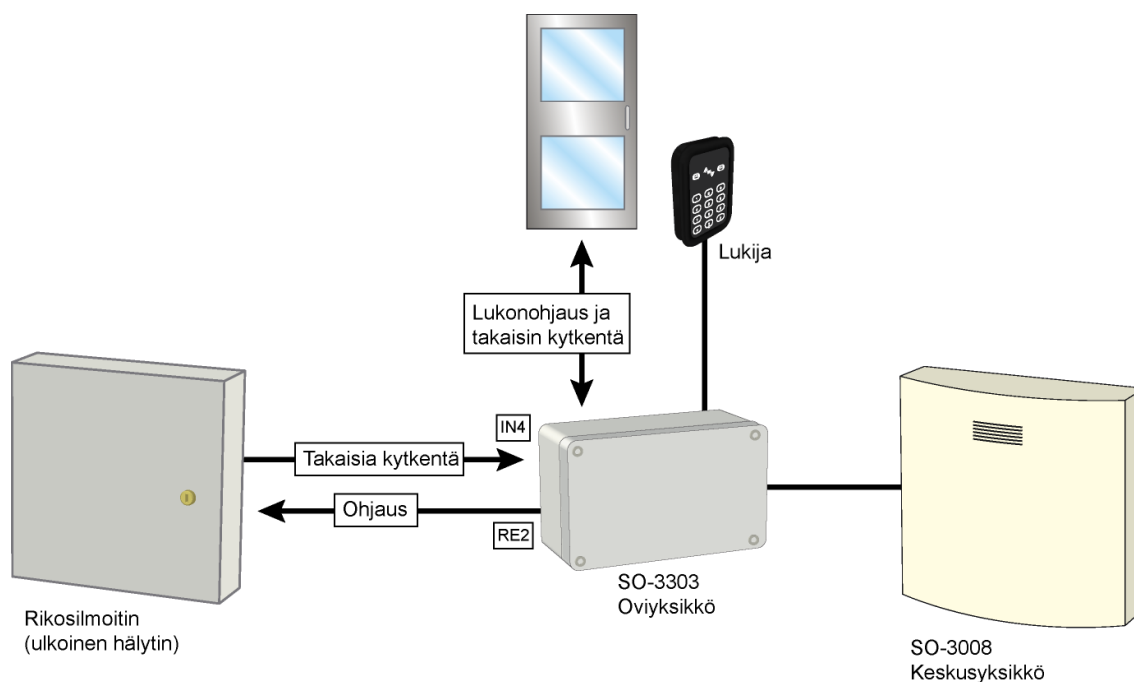 Lukija
Lukonohjaus ja
takaisin kytkentä
IN4
Takaisia kytkentä
Ohjaus
RE2
SO-3303
Oviyksikkö
Rikosilmoitin
(ulkoinen hälytin)
SO-3008
Keskusyksikkö